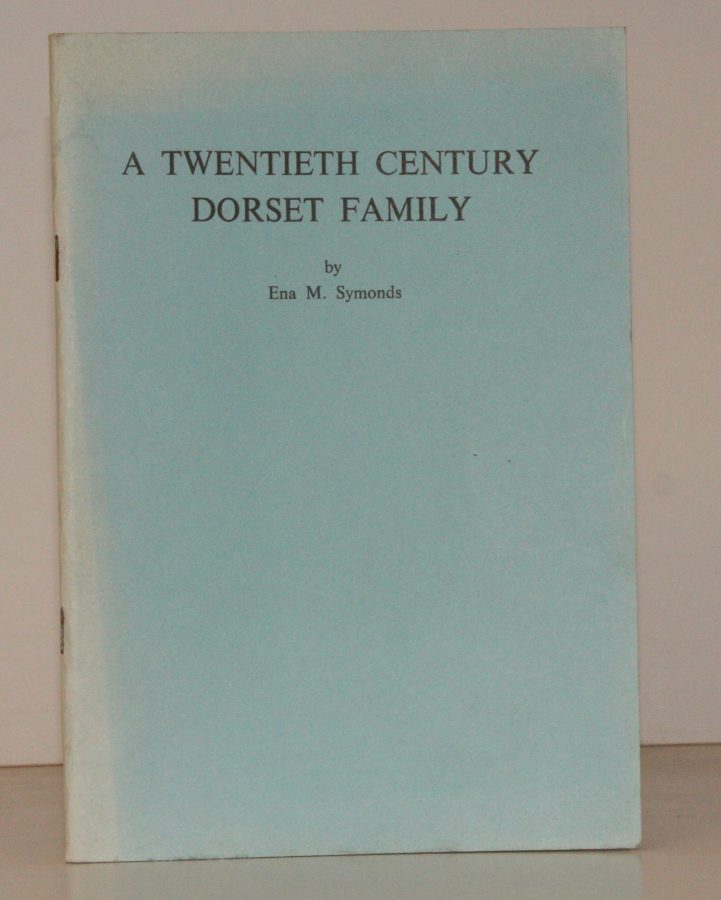 A TWENTIETH CENTURY
DORSET FAMILY
by
Ena M. Symonds